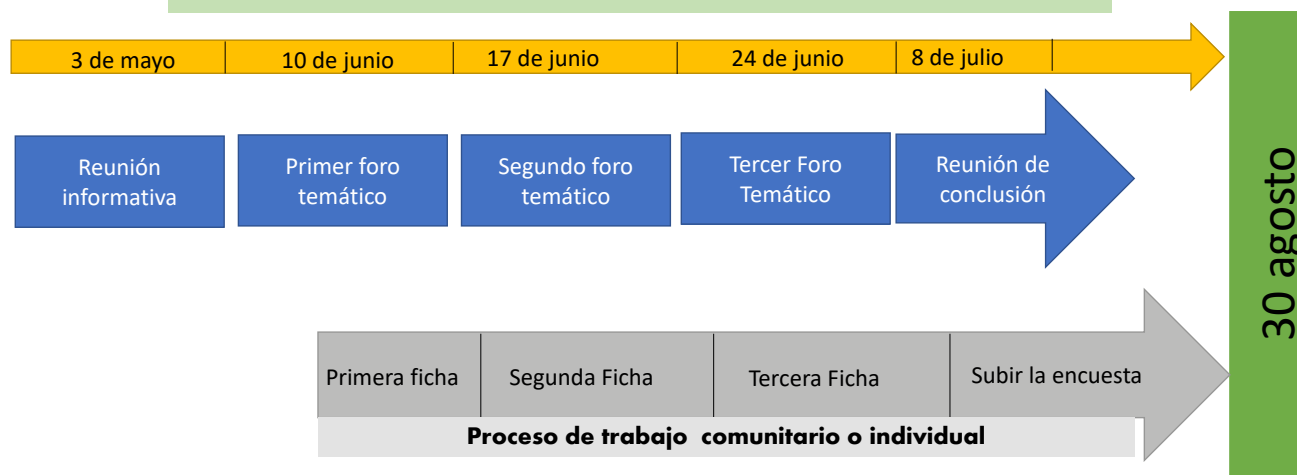 3 de mayo
10 de junio
17 de junio
24 de junio
8 de julio
Reunión
informativa
Primer foro
temático
Segundo foro
temático
Tercer Foro
Temático
Reunión de
conclusión
30 agosto
Primera ficha
Segunda Ficha
Tercera Ficha
Subir la encuesta
Proceso de trabajo comunitario o individual